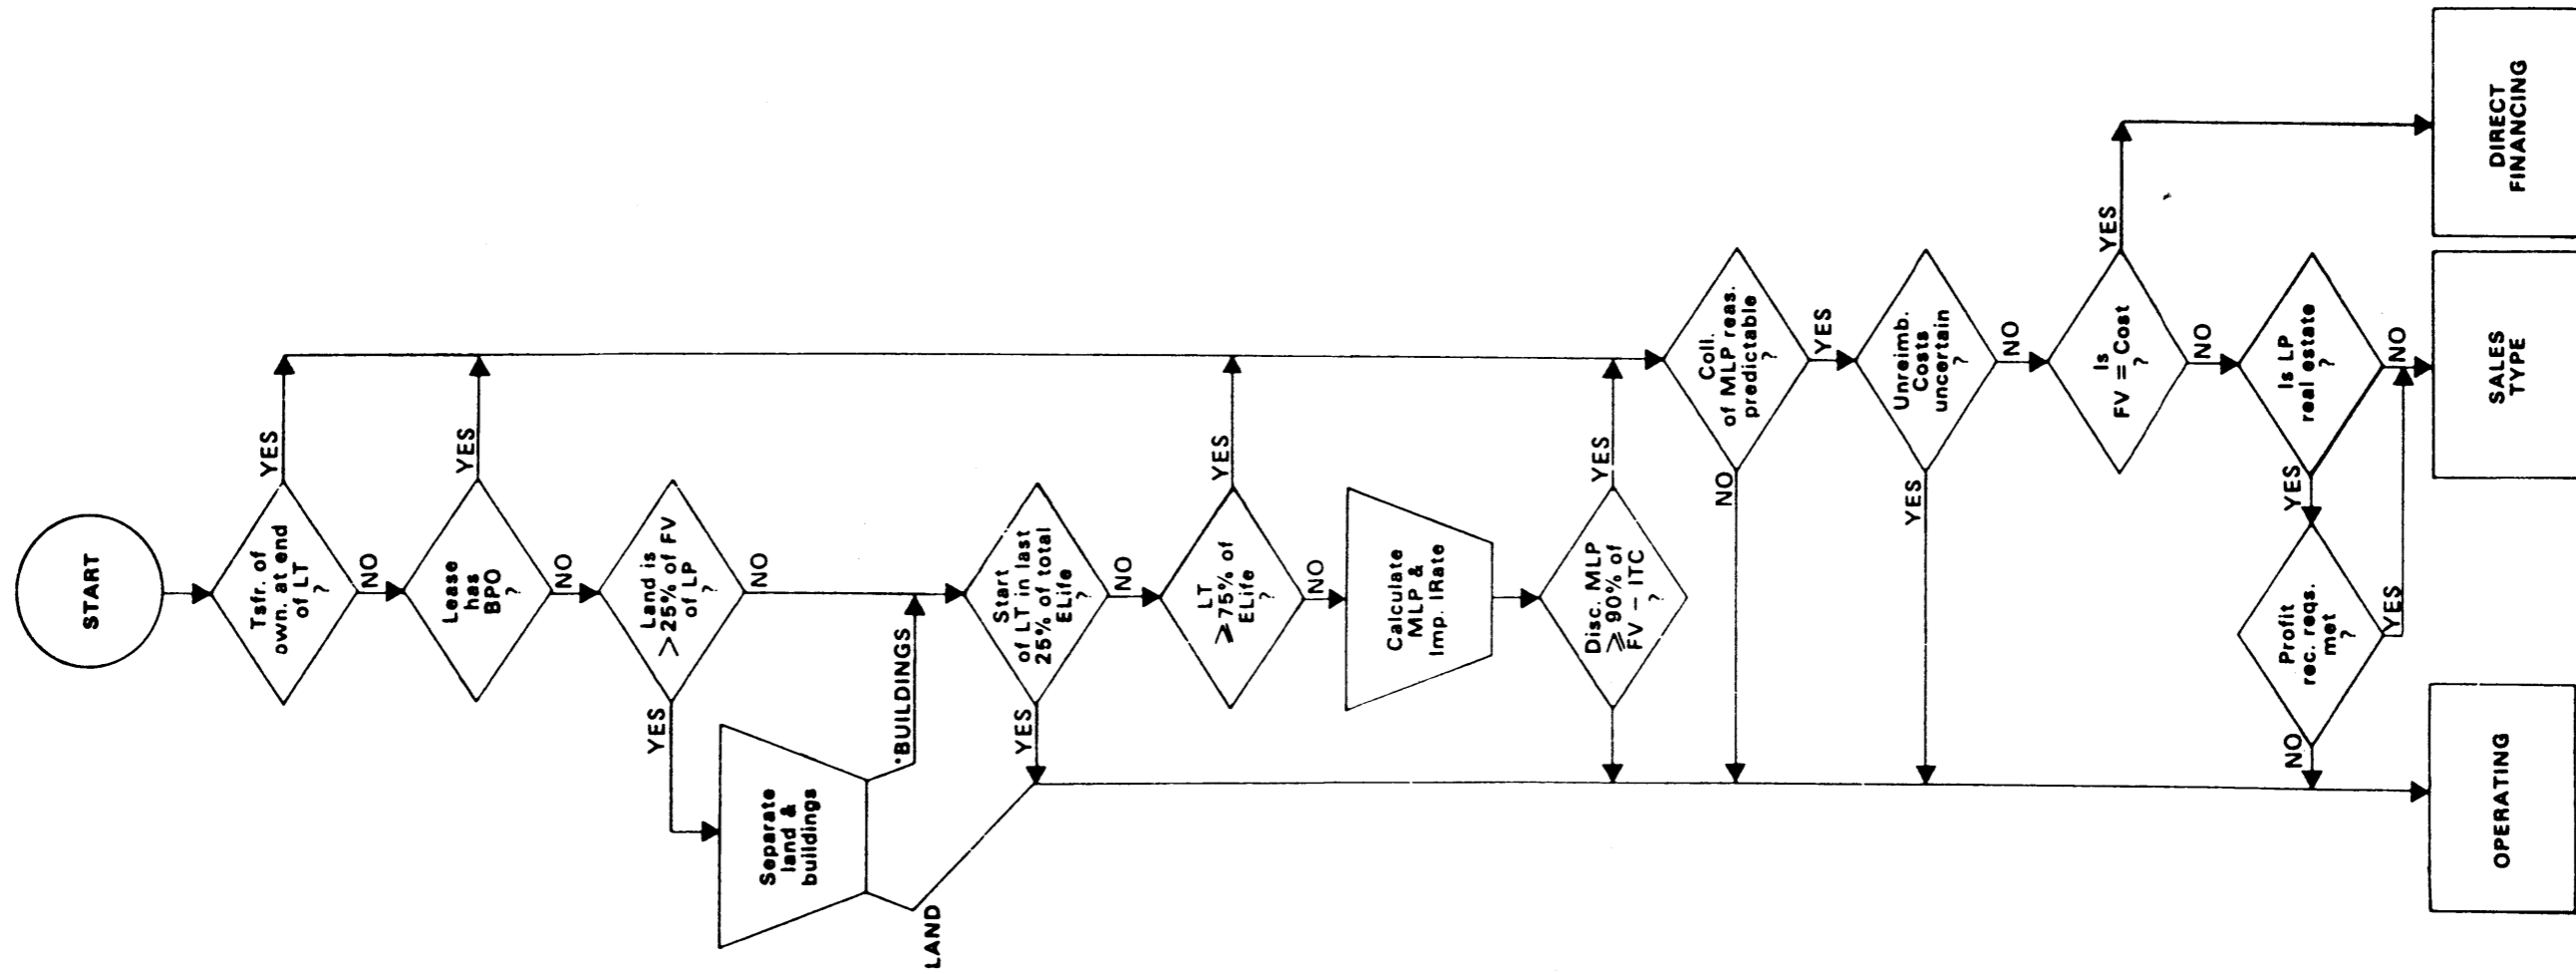 START
Tsfr. of
own. at end
of LT
?
YES
NO
Lease
has
BPO
?
YES
NO
Land is
>25% of FV
of LP
?
YES
NO
Separate
land &
buildings
*BUILDINGS
LAND
Start
of LT in last
25% of total
ELife
?
YES
NO
LT
⩾75% of
ELife
?
YES
NO
Calculate
MLP &
Imp. IRate
Disc. MLP
⩾90% of
FV – ITC
?
YES
Coll.
of MLP reas.
predictable
?
NO
YES
Unreimb.
Costs
uncertain
?
YES
NO
Is
FV = Cost
?
YES
NO
Is LP
real estate
?
YES
NO
Profit
rec. reqs.
met
?
NO
YES
OPERATING
SALES
TYPE
DIRECT
FINANCING